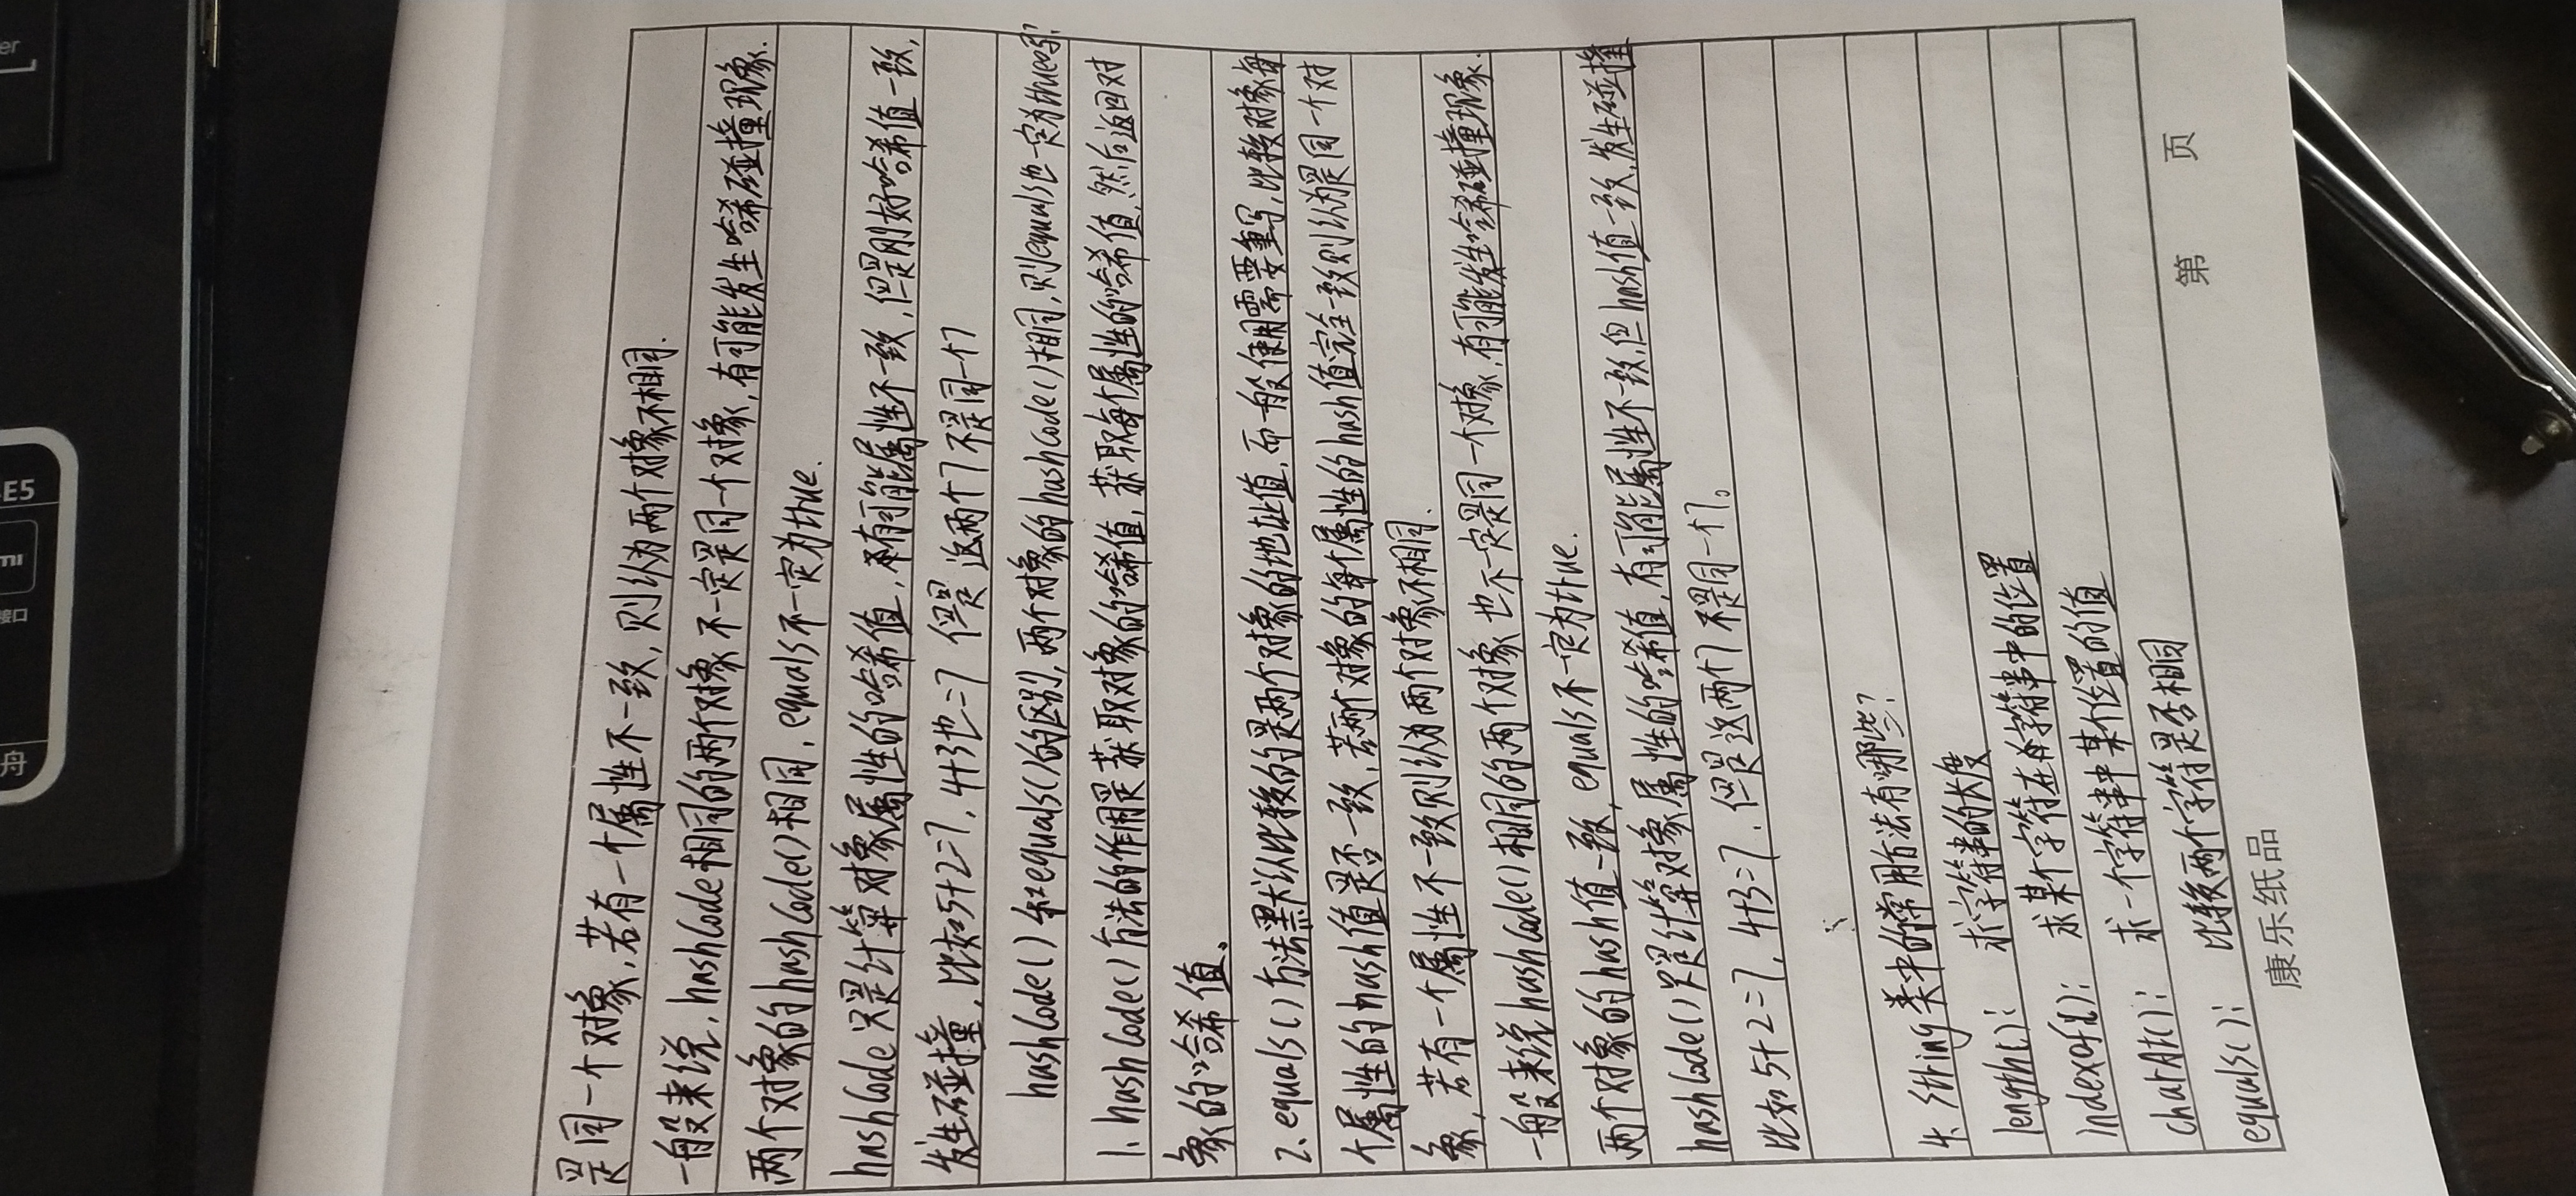 是同一个对象,若有一个属性不一致,则认为两个对象不相同.
一般来说,hashCode相同的两个对象,不一定是同一个对象,有可能发生哈希碰撞现象.
两个对象的hashCode()相同,equals不一定为true.
hashCode只是计算对象属性的哈希值,有可能属性不一致,但是刚好哈希值一致,
发生碰撞,比如5+2=7,4+3也=7 但是这两个7不是同一个7
hashCode()和equals()的区别,两个对象的hashCode()相同,则equals也一定为true吗?
1. hashCode()方法的作用是获取对象的哈希值,获取每个属性的哈希值,然后返回对
象的哈希值。
2. equals()方法默认比较的是两个对象的地址值,而一般使用需要重写,比较对象每
个属性的hash值是否一致,若两个对象的每个属性的hash值完全一致则认为是同一个对
象,若有一个属性不一致则认为两个对象不相同.
一般来说hashCode()相同的两个对象也不一定是同一个对象,有可能发生哈希碰撞现象.
两个对象的hash值一致,equals不一定为true.
hashCode()只是计算对象属性的哈希值,有可能属性不一致,但hash值一致,发生碰撞
比如5+2=7,4+3=7,但是这两个7不是同一个7。
4. String类中的常用方法有哪些?
length(): 求字符串的长度
indexOf(): 求某个字符在字符串中的位置
charAt(): 求一个字符串中某个位置的值
equals(): 比较两个字符是否相同
康乐纸品 第 页
er
E5
mi
接口
舟